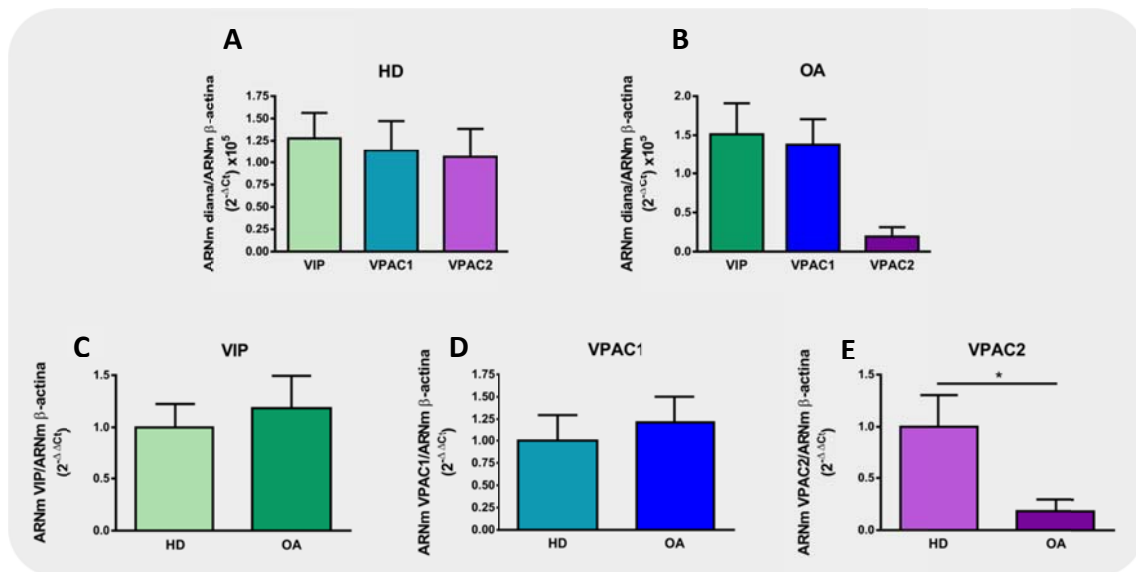 A
HD
ARNm diana/ARNm β-actina
(2^-ΔCt) x10^5
1.75
1.50
1.25
1.00
0.75
0.50
0.25
0.00
VIP VPAC1 VPAC2
B
OA
ARNm diana/ARNm β-actina
(2^-ΔCt) x10^5
2.0
1.5
1.0
0.5
0.0
VIP VPAC1 VPAC2
C
VIP
ARNm VIP/ARNm β-actina
(2^-ΔΔCt)
1.5
1.0
0.5
0.0
HD OA
D
VPAC1
ARNm VPAC1/ARNm β-actina
(2^-ΔΔCt)
1.75
1.50
1.25
1.00
0.75
0.50
0.25
0.00
HD OA
E
VPAC2
ARNm VPAC2/ARNm β-actina
(2^-ΔΔCt)
1.5
1.0
0.5
0.0
*
HD OA